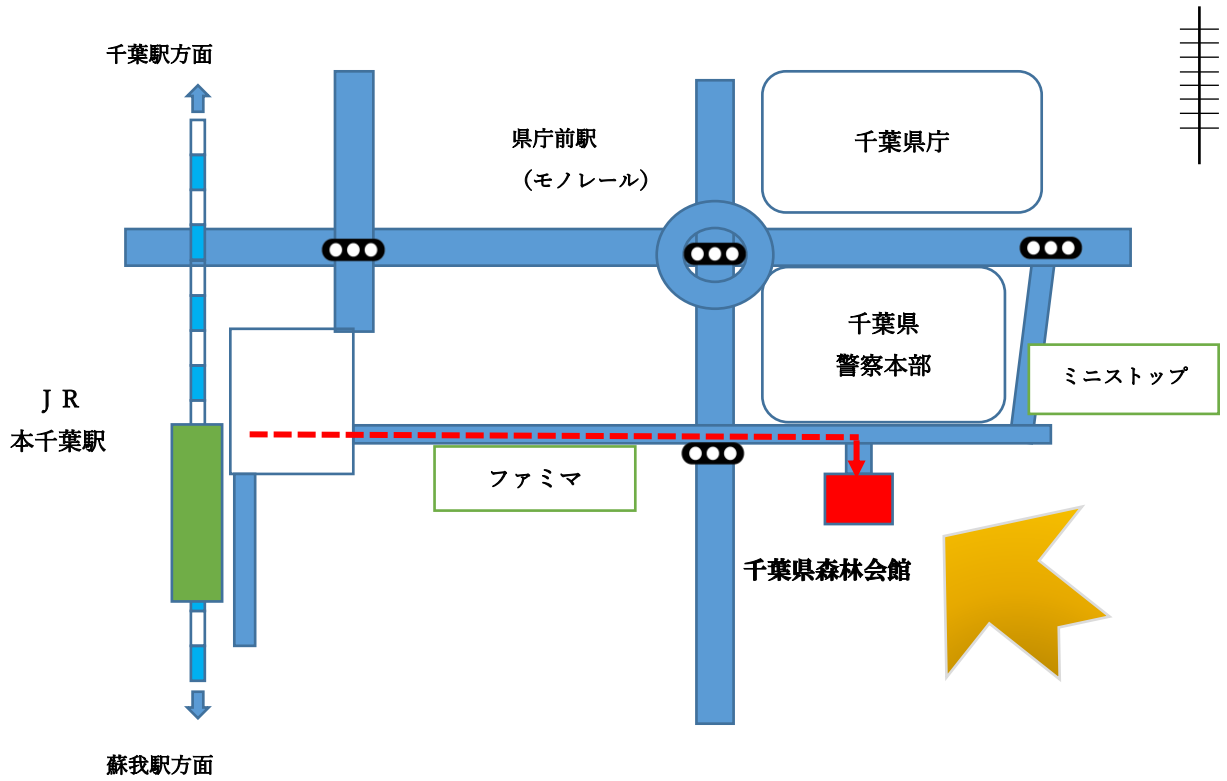 千葉駅方面
県庁前駅
（モノレール）
千葉県庁
千葉県
警察本部
ミニストップ
ＪＲ
本千葉駅
ファミマ
千葉県森林会館
蘇我駅方面